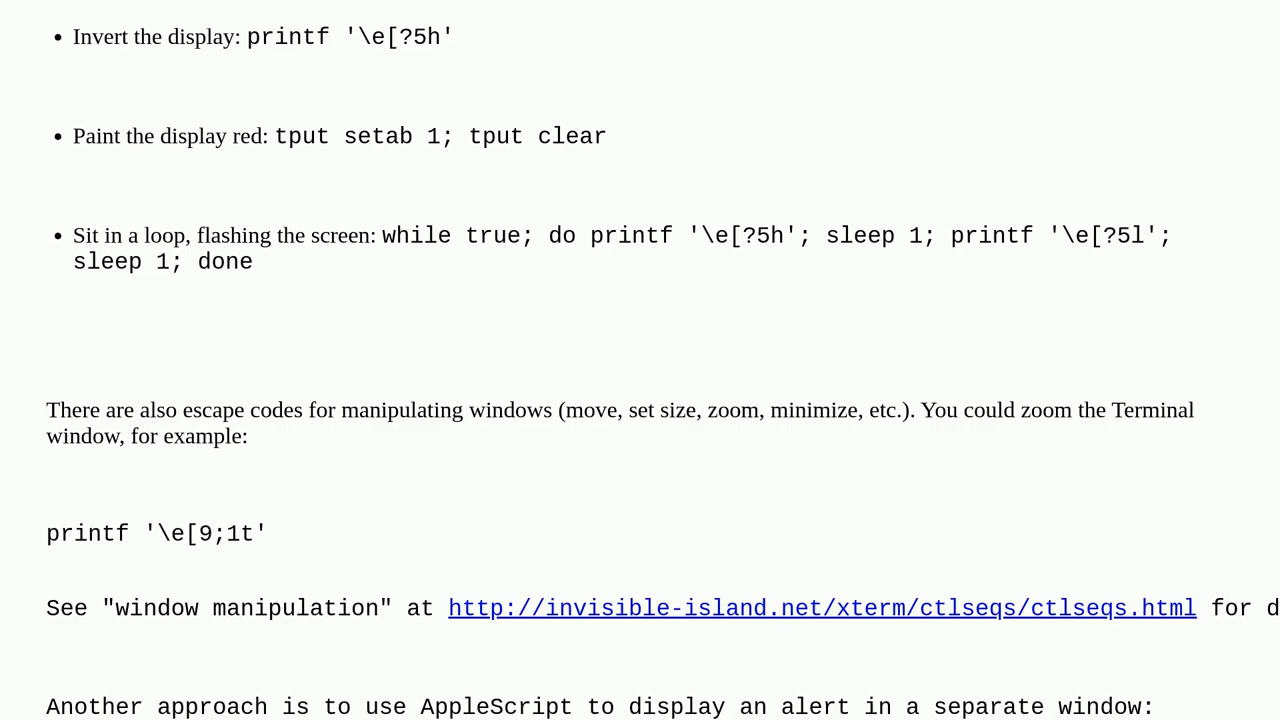 • Invert the display: printf '\e[?5h'
• Paint the display red: tput setab 1; tput clear
• Sit in a loop, flashing the screen: while true; do printf '\e[?5h'; sleep 1; printf '\e[?5l';
sleep 1; done
There are also escape codes for manipulating windows (move, set size, zoom, minimize, etc.). You could zoom the Terminal
window, for example:
printf '\e[9;1t'
See "window manipulation" at http://invisible-island.net/xterm/ctlseqs/ctlseqs.html for
Another approach is to use AppleScript to display an alert in a separate window: